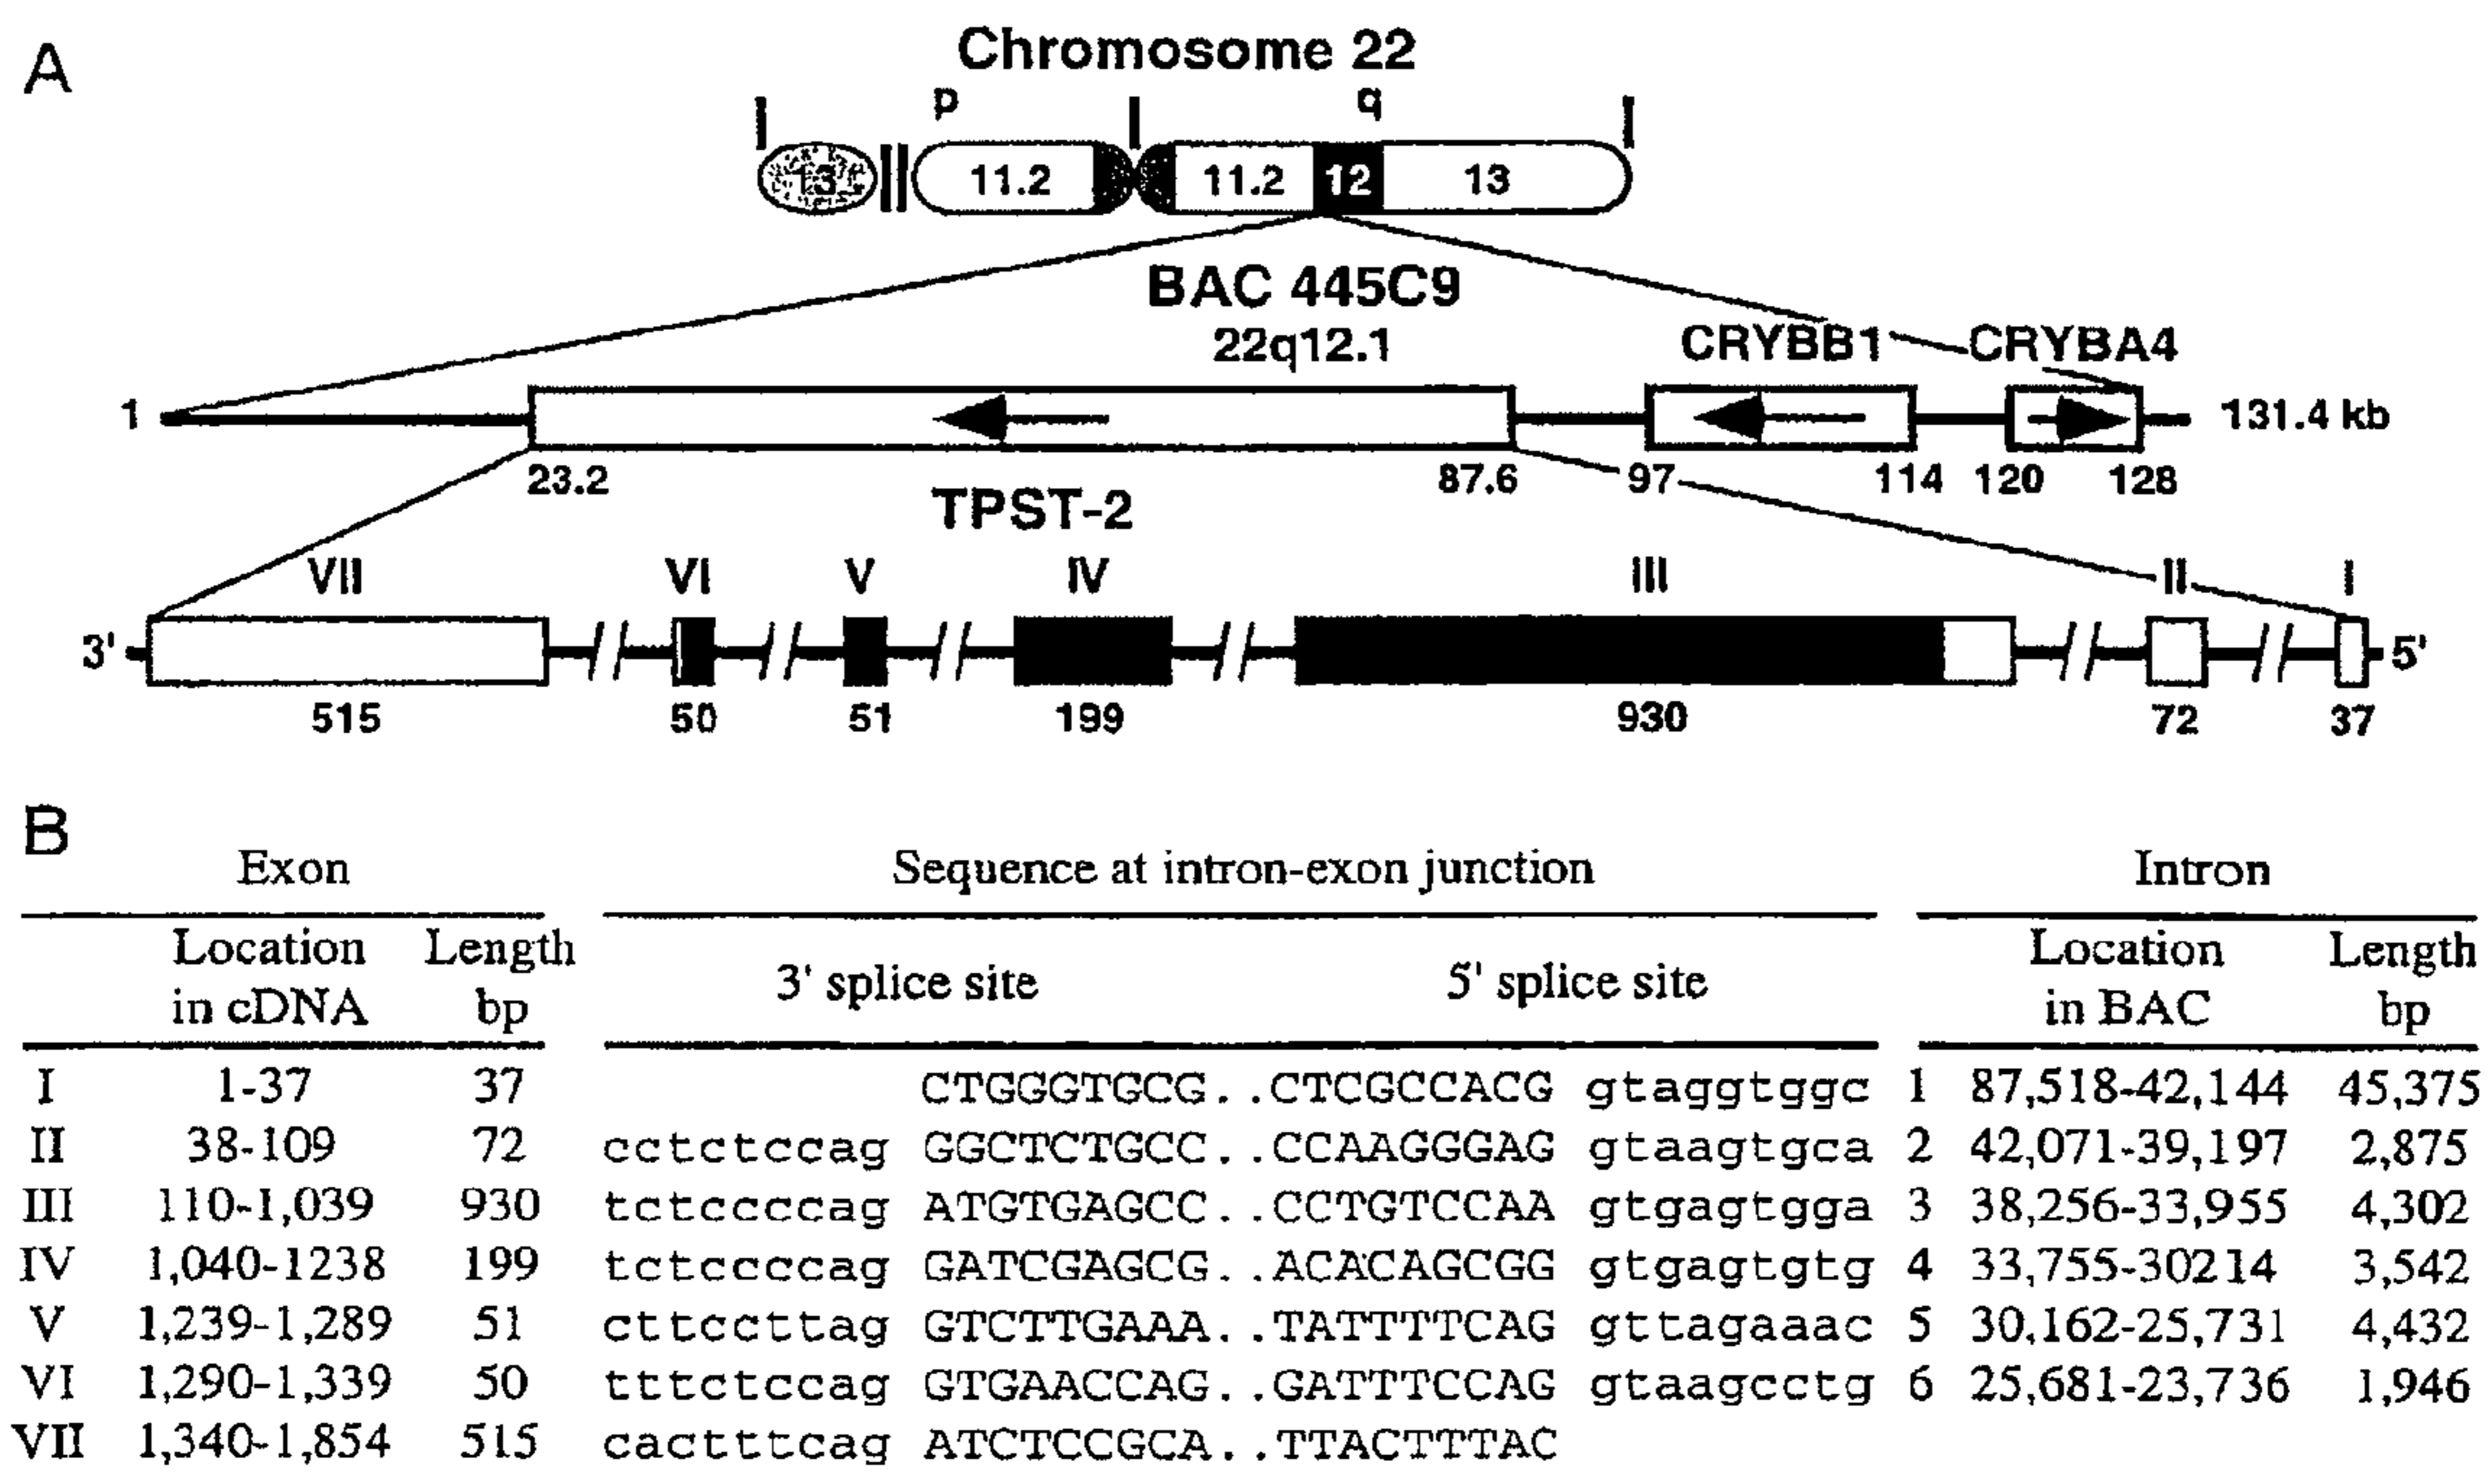 A
Chromosome 22
p q
13 11.2 11.2 12 13
BAC 445C9
22q12.1
CRYBB1 CRYBA4
1 131.4 kb
23.2 87.6 97 114 120 128
TPST-2
VII VI V IV III II I
3' 5'
515 50 51 199 930 72 37
B
Exon Sequence at intron-exon junction Intron
Location Length Location Length
3' splice site 5' splice site
in cDNA bp in BAC bp
I 1-37 37 CTGGGTGCG..CTCGCCACG gtaggtggc 1 87,518-42,144 45,375
II 38-109 72 cctctccag GGCTCTGCC..CCAAGGGAG gtaagtgca 2 42,071-39,197 2,875
III 110-1,039 930 tctccccag ATGTGAGCC..CCTGTCCAA gtgagtgga 3 38,256-33,955 4,302
IV 1,040-1238 199 tctccccag GATCGAGCG..ACACAGCGG gtgagtgtg 4 33,755-30214 3,542
V 1,239-1,289 51 cttccttag GTCTTGAAA..TATTTTCAG gttagaaac 5 30,162-25,731 4,432
VI 1,290-1,339 50 tttctccag GTGAACCAG..GATTTCCAG gtaagcctg 6 25,681-23,736 1,946
VII 1,340-1,854 515 cactttcag ATCTCCGCA..TTACTTTAC